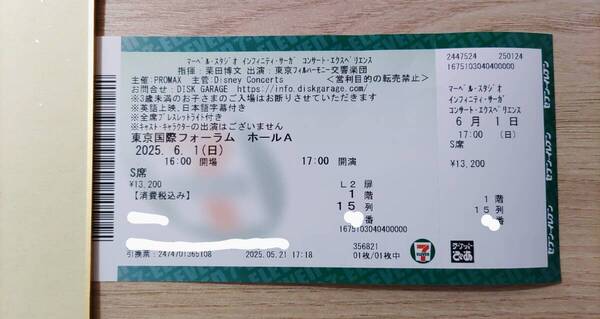 マーベル・スタジオ インフィニティ・サーガ コンサート・エクスペリエンス
指揮：栗田博文 出演：東京フィルハーモニー交響楽団
主催：PROMAX 主管：Disney Concerts <営利目的の転売禁止>
お問合せ：DISK GARAGE https://info.diskgarage.com/
※3歳未満のお子さまのご入場はお断りさせていただきます
※英語上映、日本語字幕付き
※全席ブレスレットライト付き
※キャスト・キャラクターの出演はございません
東京国際フォーラム ホールA
2025. 6. 1(日)
16:00 開場 17:00 開演
S席
¥13,200
【消費税込み】
L2 扉
1 階
15 列
番
1675103040400000
356821
引換票：2474701365108 2025.05.21 17:18 01枚/01枚中
2447524 250124
1675103040400000
マーベル・スタジオ
インフィニティ・サーガ
コンサート・エクスペリエンス
6月 1日
17:00 (日)
S席
¥13,200
1 階
15 列
番
チケットぴあ